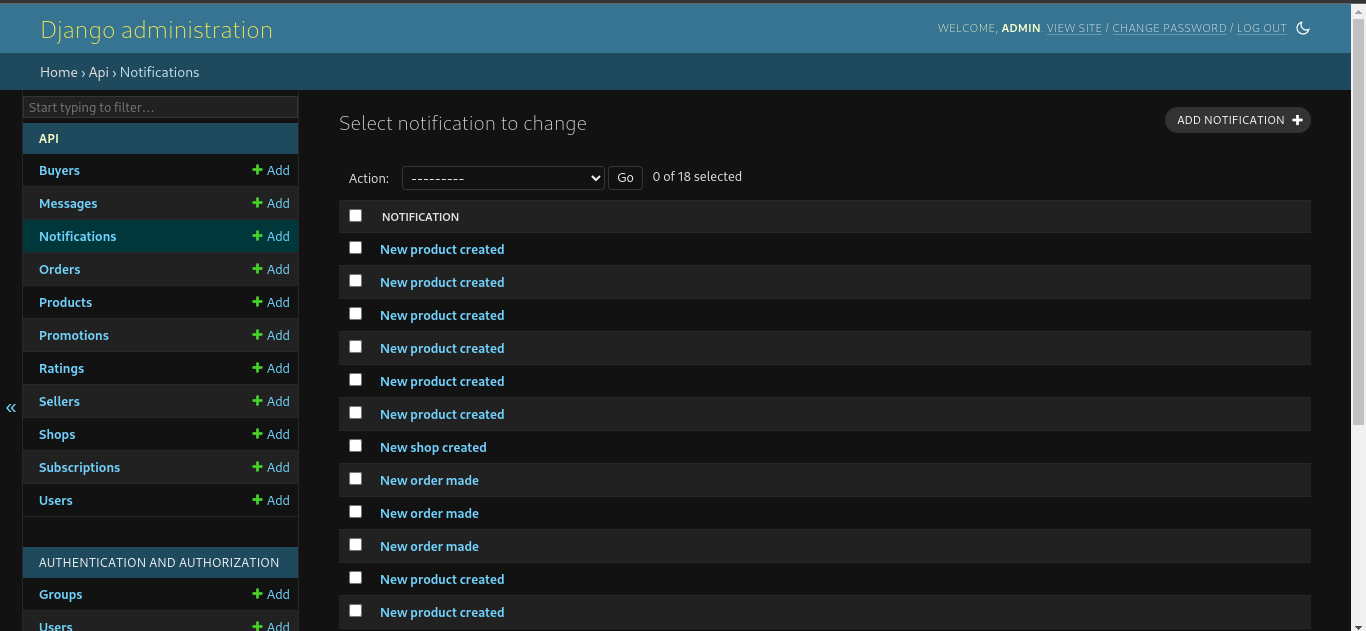 Django administration
WELCOME, ADMIN. VIEW SITE / CHANGE PASSWORD / LOG OUT
Home › Api › Notifications
Start typing to filter…
API
Buyers + Add
Messages + Add
Notifications + Add
Orders + Add
Products + Add
Promotions + Add
Ratings + Add
Sellers + Add
«
Shops + Add
Subscriptions + Add
Users + Add
AUTHENTICATION AND AUTHORIZATION
Groups + Add
Users + Add
Select notification to change
ADD NOTIFICATION +
Action: --------- Go 0 of 18 selected
NOTIFICATION
New product created
New product created
New product created
New product created
New product created
New product created
New shop created
New order made
New order made
New order made
New product created
New product created